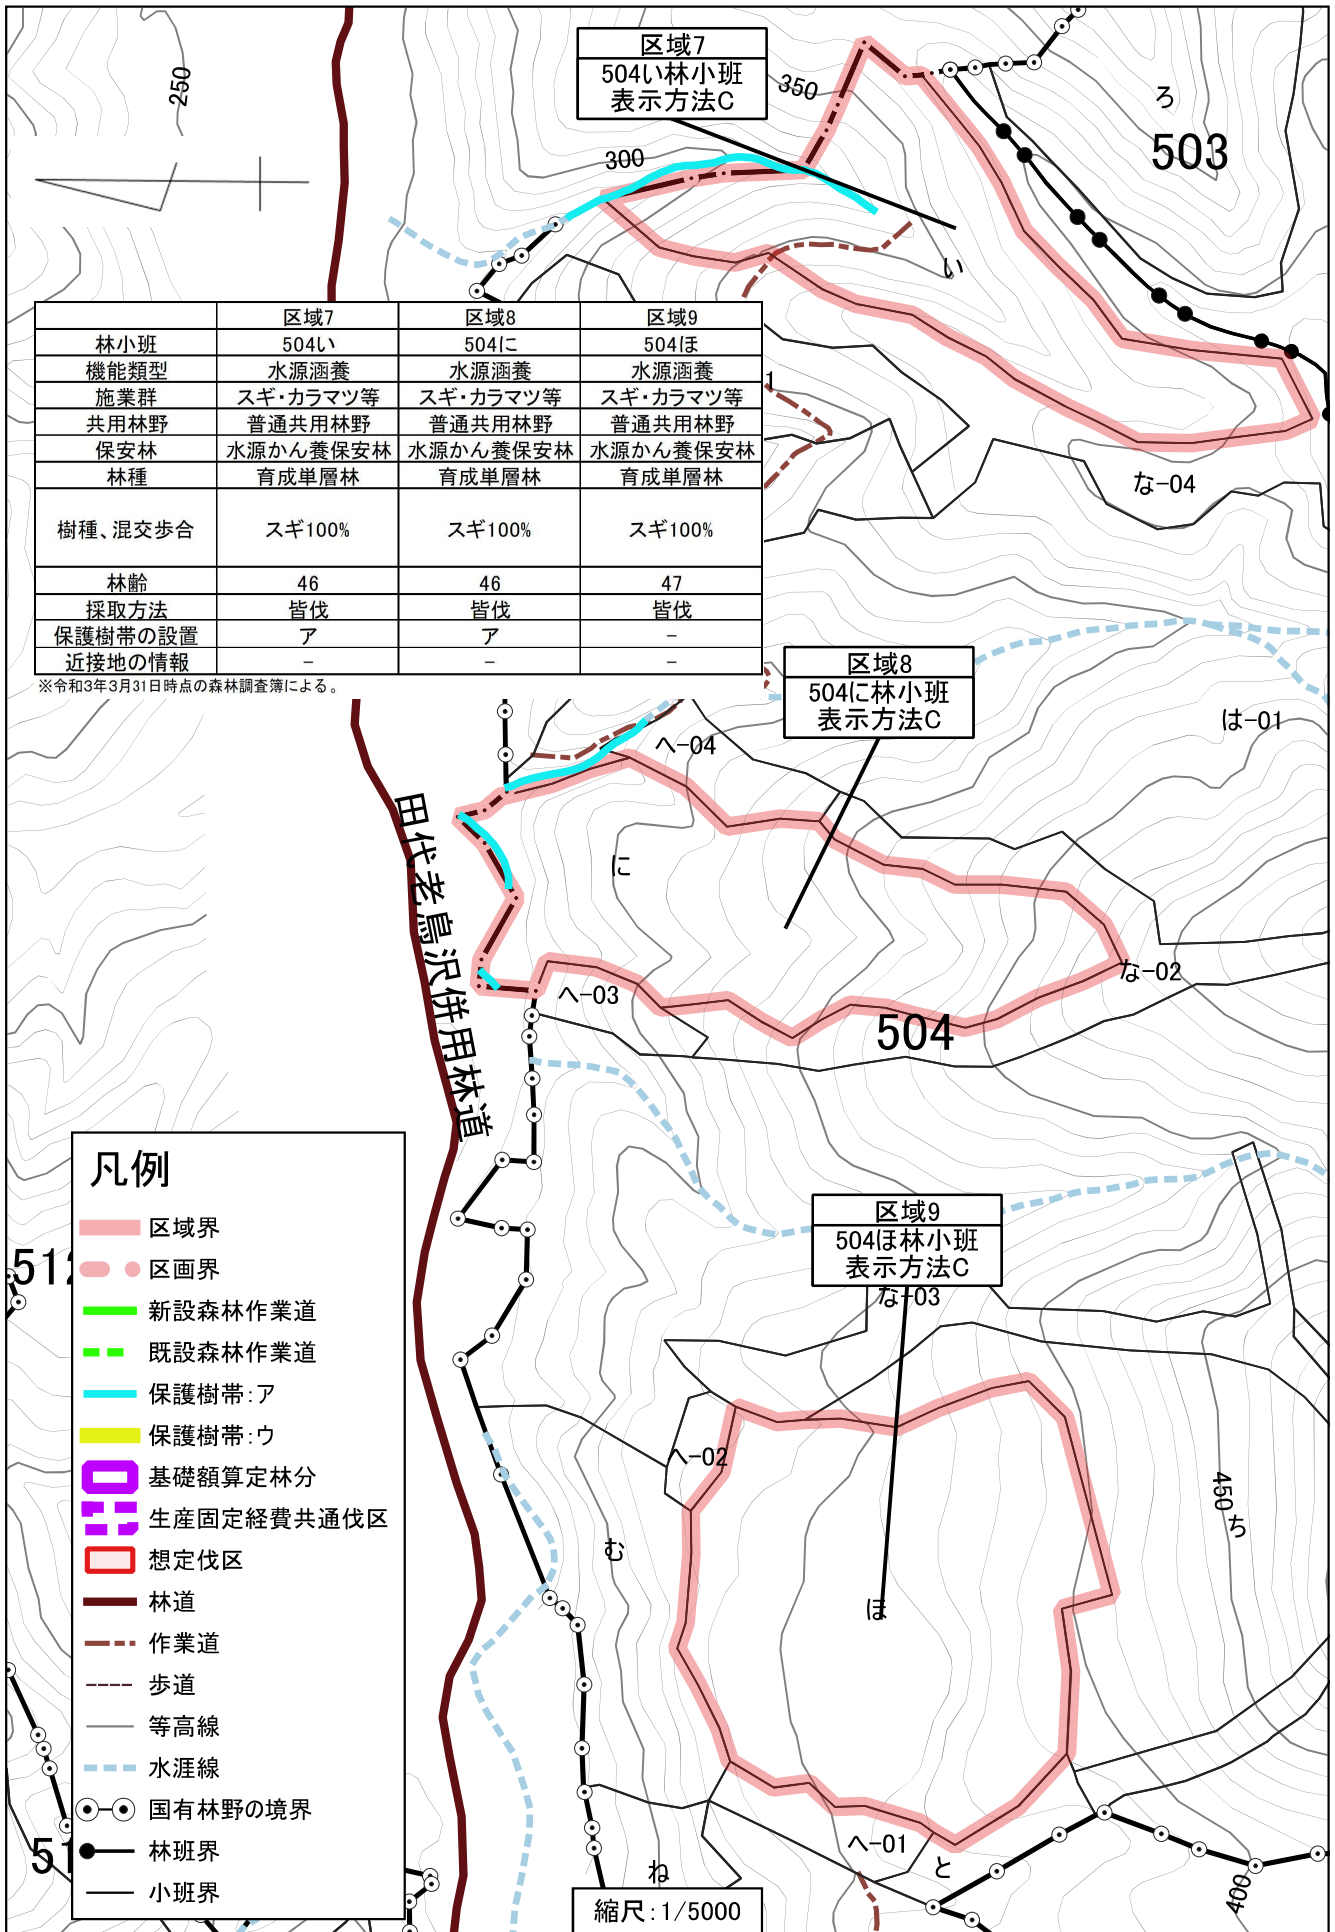 区域7
504い林小班
表示方法C
250
350
300
ろ
503
い
区域7 区域8 区域9
林小班 504い 504に 504ほ
機能類型 水源涵養 水源涵養 水源涵養
施業群 スギ・カラマツ等 スギ・カラマツ等 スギ・カラマツ等
共用林野 普通共用林野 普通共用林野 普通共用林野
保安林 水源かん養保安林 水源かん養保安林 水源かん養保安林
林種 育成単層林 育成単層林 育成単層林
樹種、混交歩合 スギ100% スギ100% スギ100%
林齢 46 46 47
採取方法 皆伐 皆伐 皆伐
保護樹帯の設置 ア ア －
近接地の情報 － － －
※令和3年3月31日時点の森林調査簿による。
1
な-04
区域8
504に林小班
表示方法C
は-01
へ-04
に
田代老鳥沢併用林道
へ-03
な-02
504
区域9
504ほ林小班
表示方法C
な-03
へ-02
450
ち
む
ほ
へ-01
と
ね
400
512
51
凡例
区域界
区画界
新設森林作業道
既設森林作業道
保護樹帯:ア
保護樹帯:ウ
基礎額算定林分
生産固定経費共通伐区
想定伐区
林道
作業道
歩道
等高線
水涯線
国有林野の境界
林班界
小班界
縮尺:1/5000